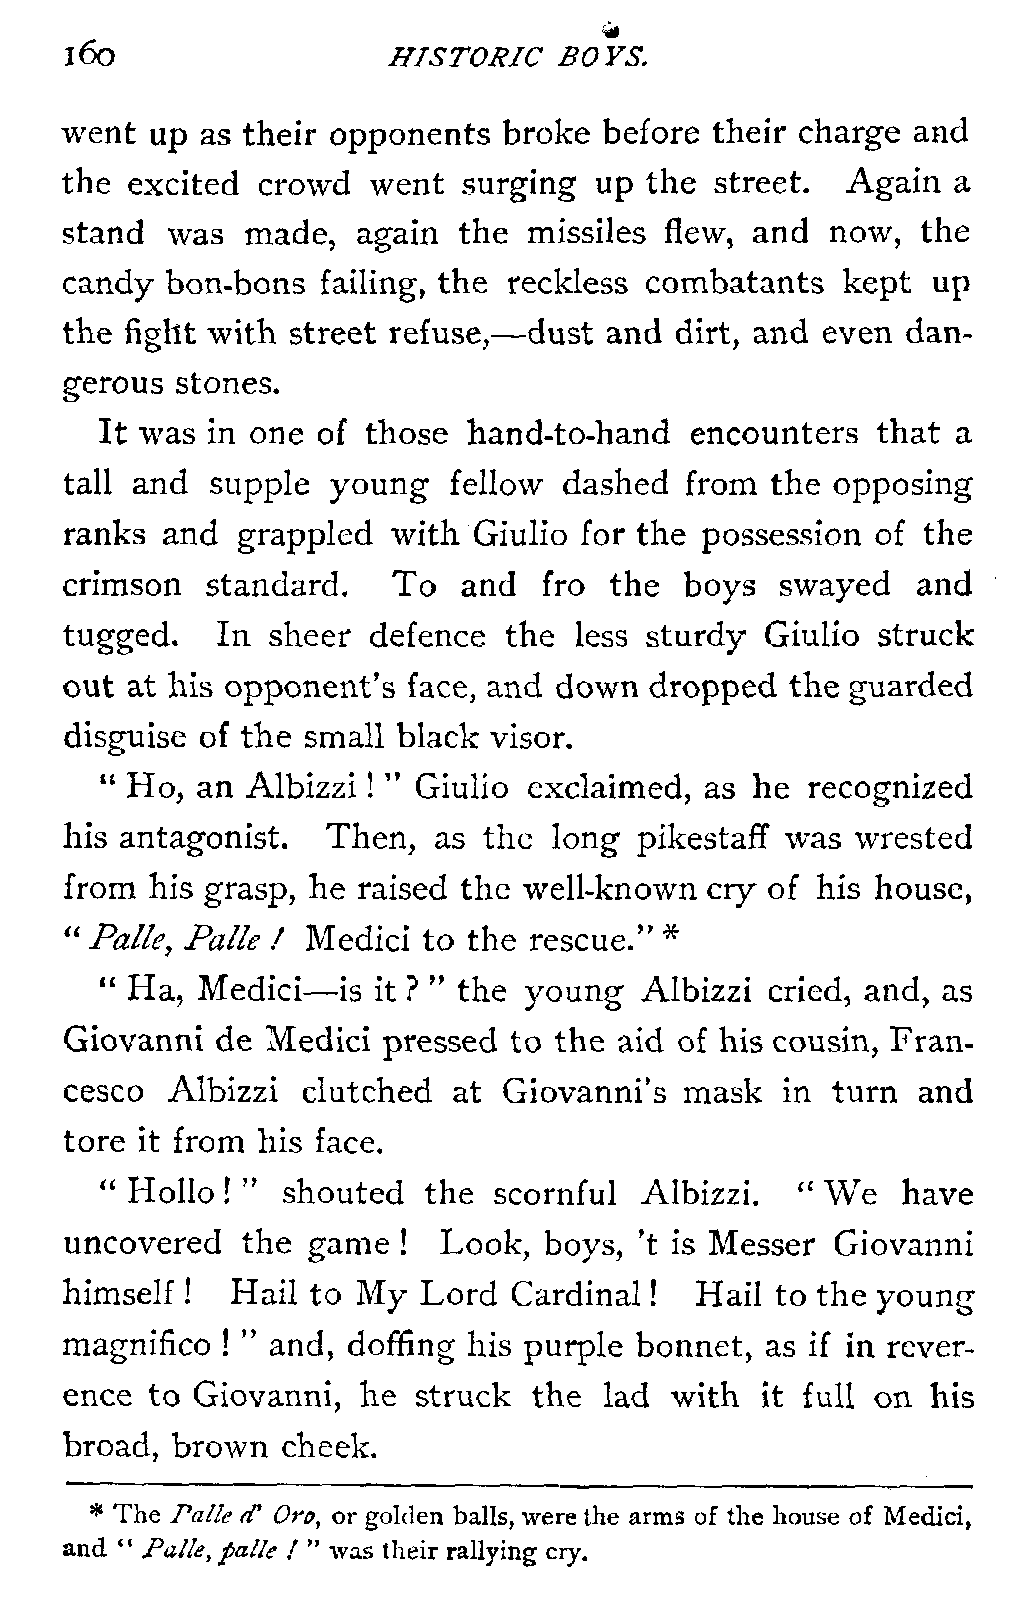 160 HISTORIC BOYS.
went up as their opponents broke before their charge and
the excited crowd went surging up the street. Again a
stand was made, again the missiles flew, and now, the
candy bon-bons failing, the reckless combatants kept up
the fight with street refuse,—dust and dirt, and even dan-
gerous stones.
It was in one of those hand-to-hand encounters that a
tall and supple young fellow dashed from the opposing
ranks and grappled with Giulio for the possession of the
crimson standard. To and fro the boys swayed and
tugged. In sheer defence the less sturdy Giulio struck
out at his opponent's face, and down dropped the guarded
disguise of the small black visor.
" Ho, an Albizzi ! " Giulio exclaimed, as he recognized
his antagonist. Then, as the long pikestaff was wrested
from his grasp, he raised the well-known cry of his house,
" Palle, Palle ! Medici to the rescue." *
" Ha, Medici—is it ? " the young Albizzi cried, and, as
Giovanni de Medici pressed to the aid of his cousin, Fran-
cesco Albizzi clutched at Giovanni's mask in turn and
tore it from his face.
" Hollo ! " shouted the scornful Albizzi. " We have
uncovered the game ! Look, boys, 't is Messer Giovanni
himself ! Hail to My Lord Cardinal ! Hail to the young
magnifico ! " and, doffing his purple bonnet, as if in rever-
ence to Giovanni, he struck the lad with it full on his
broad, brown cheek.
* The Palle d' Oro, or golden balls, were the arms of the house of Medici,
and " Palle, palle ! " was their rallying cry.